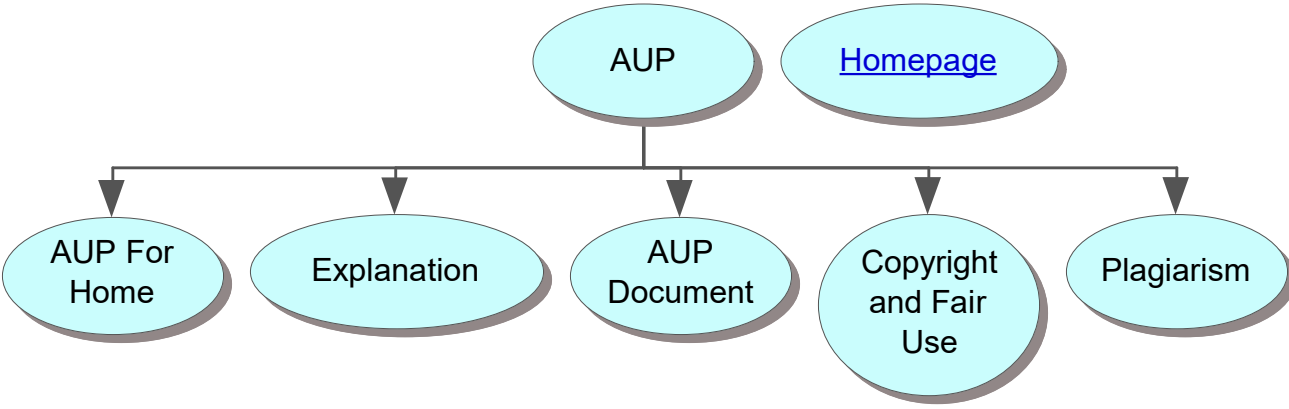 AUP
Homepage
AUP For
Home
Explanation
AUP
Document
Copyright
and Fair
Use
Plagiarism